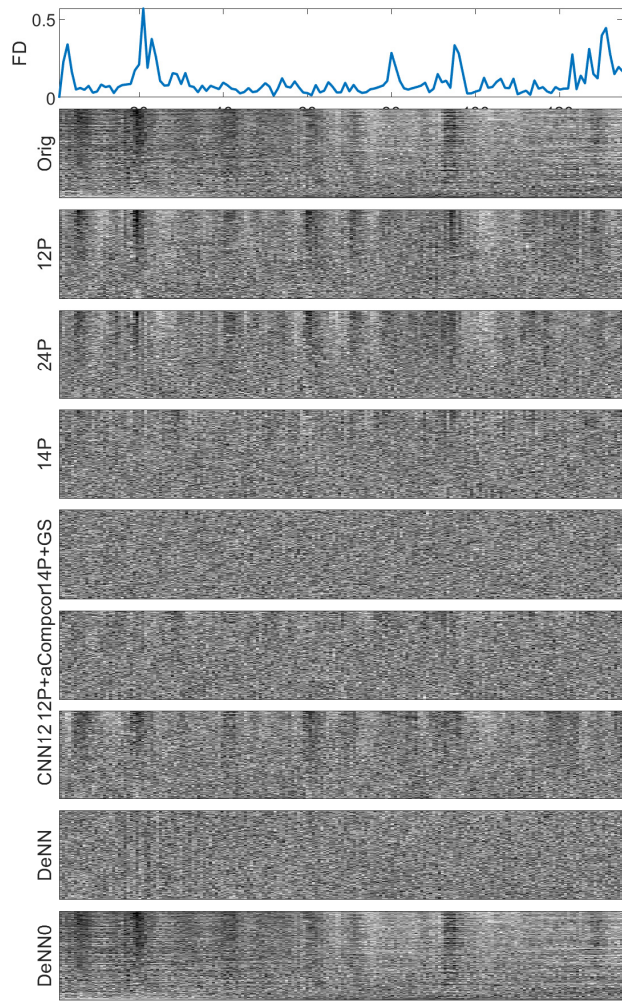 0.5
FD
0
Orig
12P
24P
14P
14P+GS
12P+aCompcor
CNN12
DeNN
DeNN0